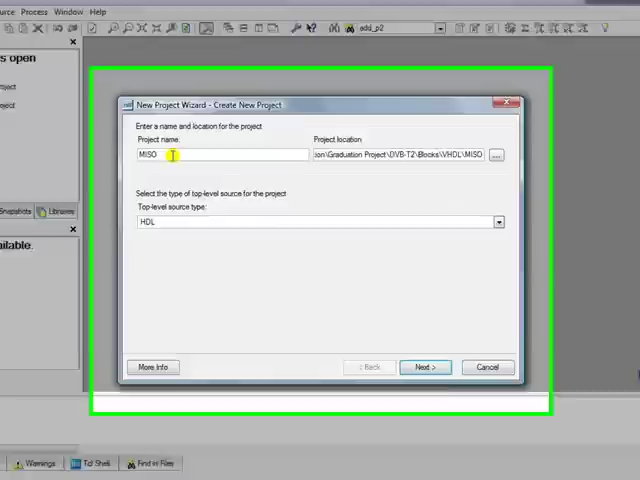 ource Process Window Help
add_p2
s open
roject
roject
New Project Wizard - Create New Project
Enter a name and location for the project
Project name:
Project location
MISO
ion\Graduation Project\DVB-T2\Blocks\VHDL\MISO
...
Select the type of top-level source for the project
Top-level source type:
HDL
Snapshots Libraries
ailable.
More Info
< Back
Next >
Cancel
Warnings Tcl Shell Find in Files